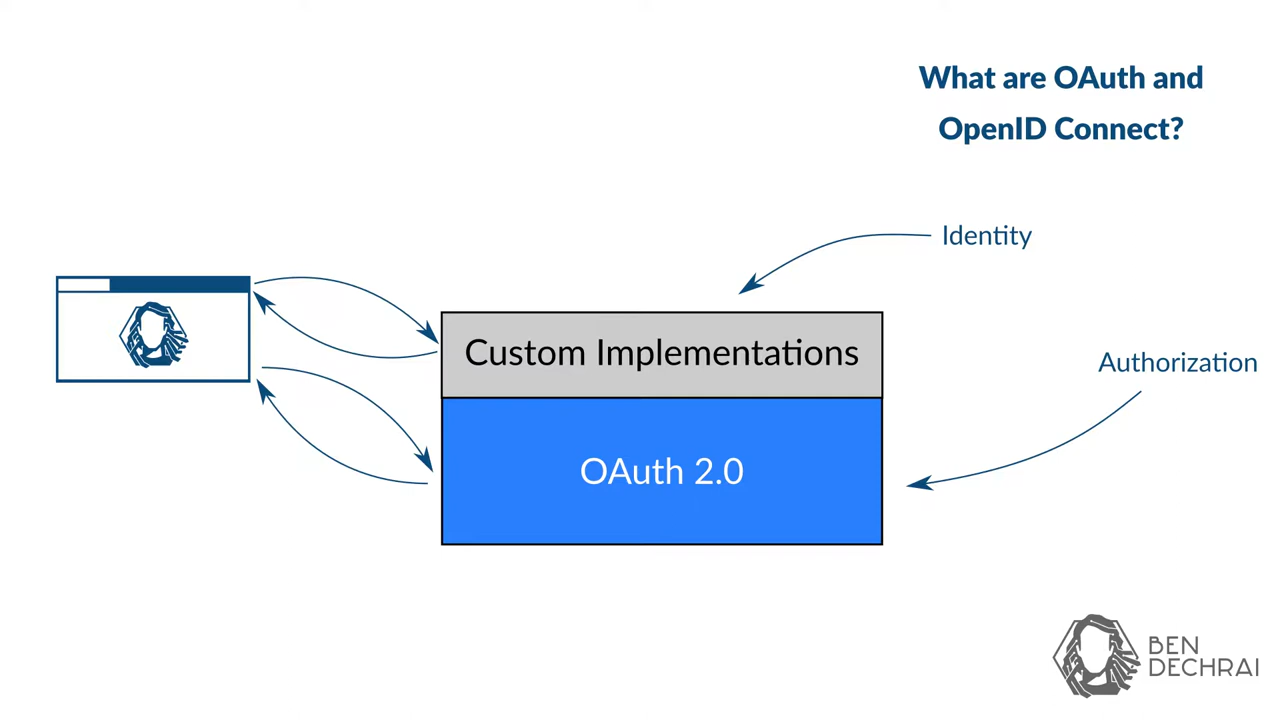 What are OAuth and
OpenID Connect?
Identity
Custom Implementations
Authorization
OAuth 2.0
BEN
DECHRAI